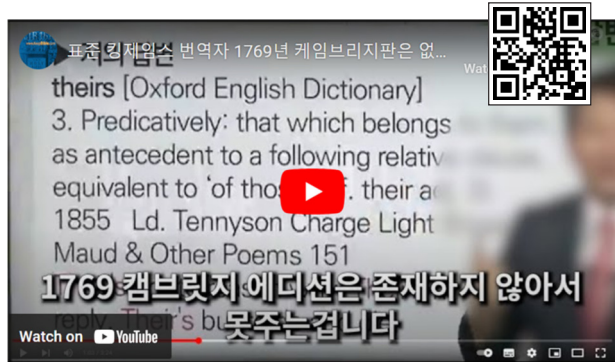 표준 킹제임스 번역자 1769년 케임브리지판은 없...
theirs [Oxford English Dictionary]
3. Predicatively: that which belongs
as antecedent to a following relativ
equivalent to 'of tho f. their a
1855 Ld. Tennyson Charge Light
Maud & Other Poems 151
1769 캠브릿지 에디션은 존재하지 않아서
못주는겁니다
reply. Their's bu
Watch on YouTube